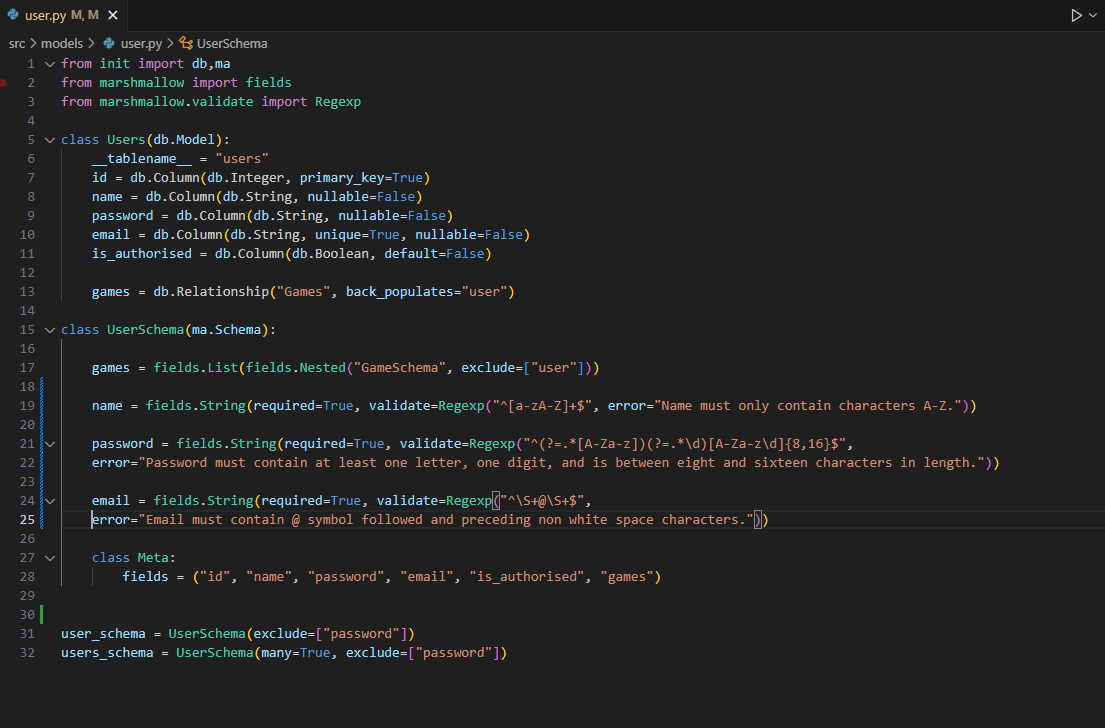 user.py M, M
src > models > user.py > UserSchema
1 from init import db,ma
2 from marshmallow import fields
3 from marshmallow.validate import Regexp
4
5 class Users(db.Model):
6 __tablename__ = "users"
7 id = db.Column(db.Integer, primary_key=True)
8 name = db.Column(db.String, nullable=False)
9 password = db.Column(db.String, nullable=False)
10 email = db.Column(db.String, unique=True, nullable=False)
11 is_authorised = db.Column(db.Boolean, default=False)
12
13 games = db.Relationship("Games", back_populates="user")
14
15 class UserSchema(ma.Schema):
16
17 games = fields.List(fields.Nested("GameSchema", exclude=["user"]))
18
19 name = fields.String(required=True, validate=Regexp("^[a-zA-Z]+$", error="Name must only contain characters A-Z."))
20
21 password = fields.String(required=True, validate=Regexp("^(?=.*[A-Za-z])(?=.*\d)[A-Za-z\d]{8,16}$",
22 error="Password must contain at least one letter, one digit, and is between eight and sixteen characters in length."))
23
24 email = fields.String(required=True, validate=Regexp("^\S+@\S+$",
25 error="Email must contain @ symbol followed and preceding non white space characters."))
26
27 class Meta:
28 fields = ("id", "name", "password", "email", "is_authorised", "games")
29
30
31 user_schema = UserSchema(exclude=["password"])
32 users_schema = UserSchema(many=True, exclude=["password"])